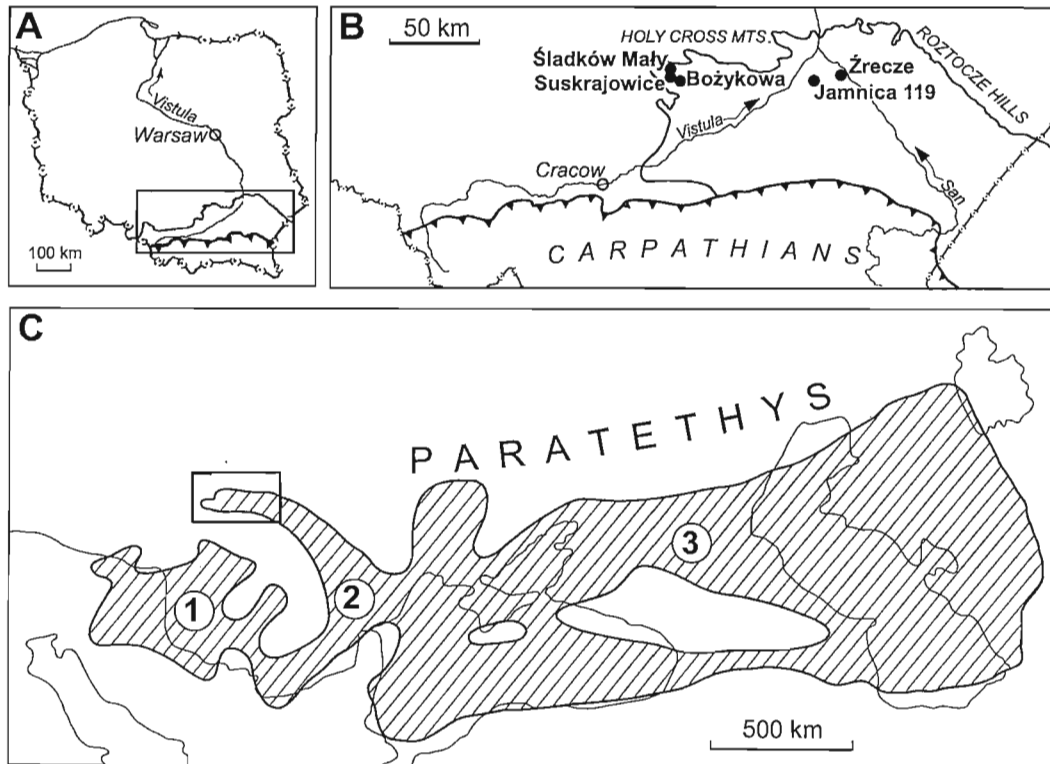 A
Vistula
Warsaw
100 km
B
50 km
HOLY CROSS MTS.
ROZTOCZE HILLS
Śladków Mały
Suskrajowice
Bożykowa
Żrecze
Jamnica 119
Vistula
Cracow
San
CARPATHIANS
C
PARATETHYS
1
2
3
500 km